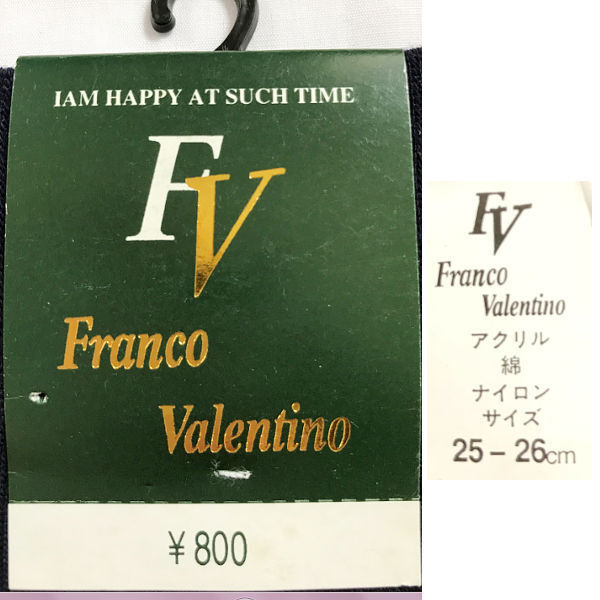 IAM HAPPY AT SUCH TIME
FV
Franco
Valentino
¥800
FV
Franco
Valentino
アクリル
綿
ナイロン
サイズ
25-26cm